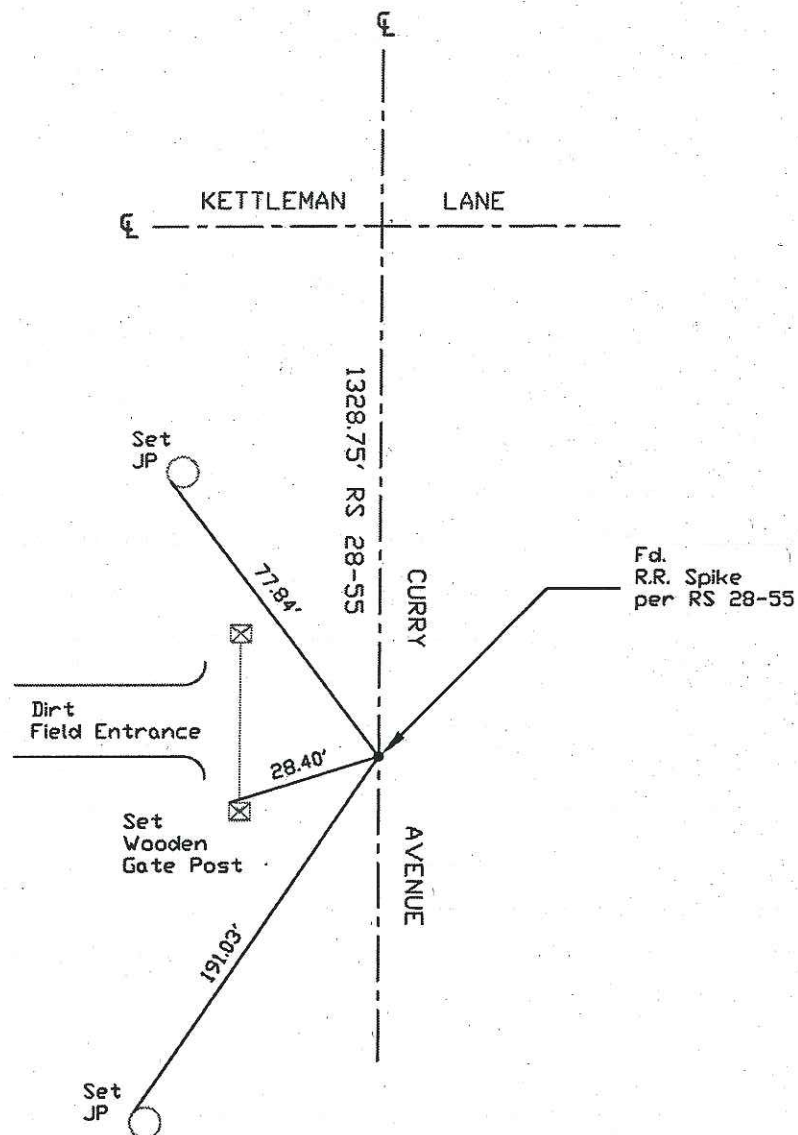 ℄
KETTLEMAN LANE
℄
1328.75' RS 28-55
Set
JP
77.84'
CURRY
Fd.
R.R. Spike
per RS 28-55
Dirt
Field Entrance
28.40'
Set
Wooden
Gate Post
AVENUE
191.03'
Set
JP